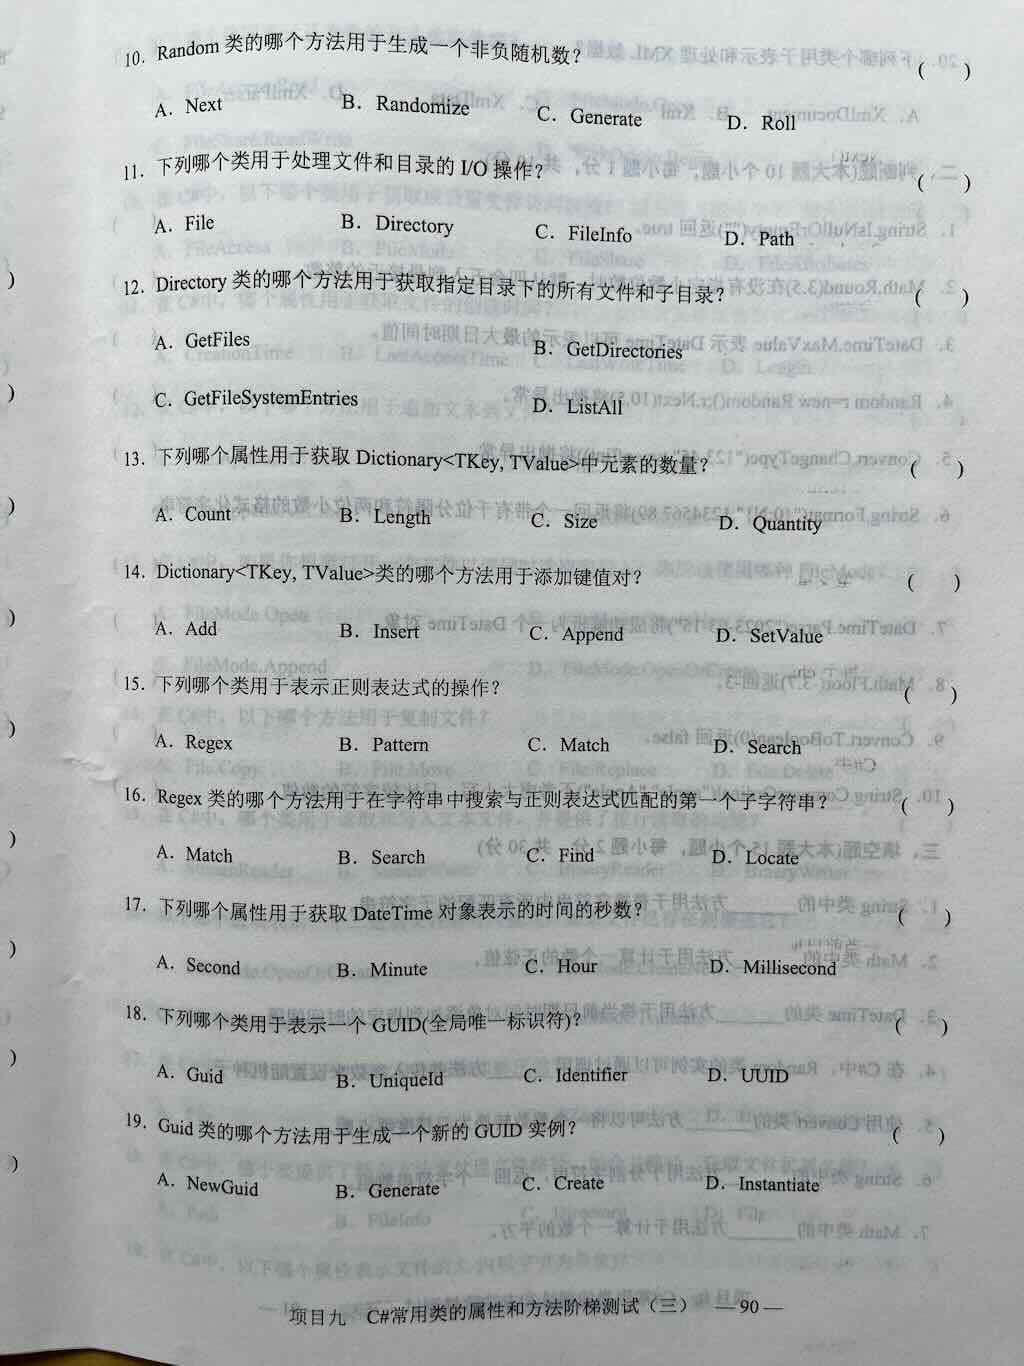 10. Random 类的哪个方法用于生成一个非负随机数? ( )
A. Next B. Randomize C. Generate D. Roll
11. 下列哪个类用于处理文件和目录的 I/O 操作? ( )
A. File B. Directory C. FileInfo D. Path
12. Directory 类的哪个方法用于获取指定目录下的所有文件和子目录? ( )
A. GetFiles B. GetDirectories
C. GetFileSystemEntries D. ListAll
13. 下列哪个属性用于获取 Dictionary<TKey, TValue>中元素的数量? ( )
A. Count B. Length C. Size D. Quantity
14. Dictionary<TKey, TValue>类的哪个方法用于添加键值对? ( )
A. Add B. Insert C. Append D. SetValue
15. 下列哪个类用于表示正则表达式的操作? ( )
A. Regex B. Pattern C. Match D. Search
16. Regex 类的哪个方法用于在字符串中搜索与正则表达式匹配的第一个子字符串? ( )
A. Match B. Search C. Find D. Locate
17. 下列哪个属性用于获取 DateTime 对象表示的时间的秒数? ( )
A. Second B. Minute C. Hour D. Millisecond
18. 下列哪个类用于表示一个 GUID(全局唯一标识符)? ( )
A. Guid B. UniqueId C. Identifier D. UUID
19. Guid 类的哪个方法用于生成一个新的 GUID 实例? ( )
A. NewGuid B. Generate C. Create D. Instantiate
项目九 C#常用类的属性和方法阶梯测试(三) — 90 —